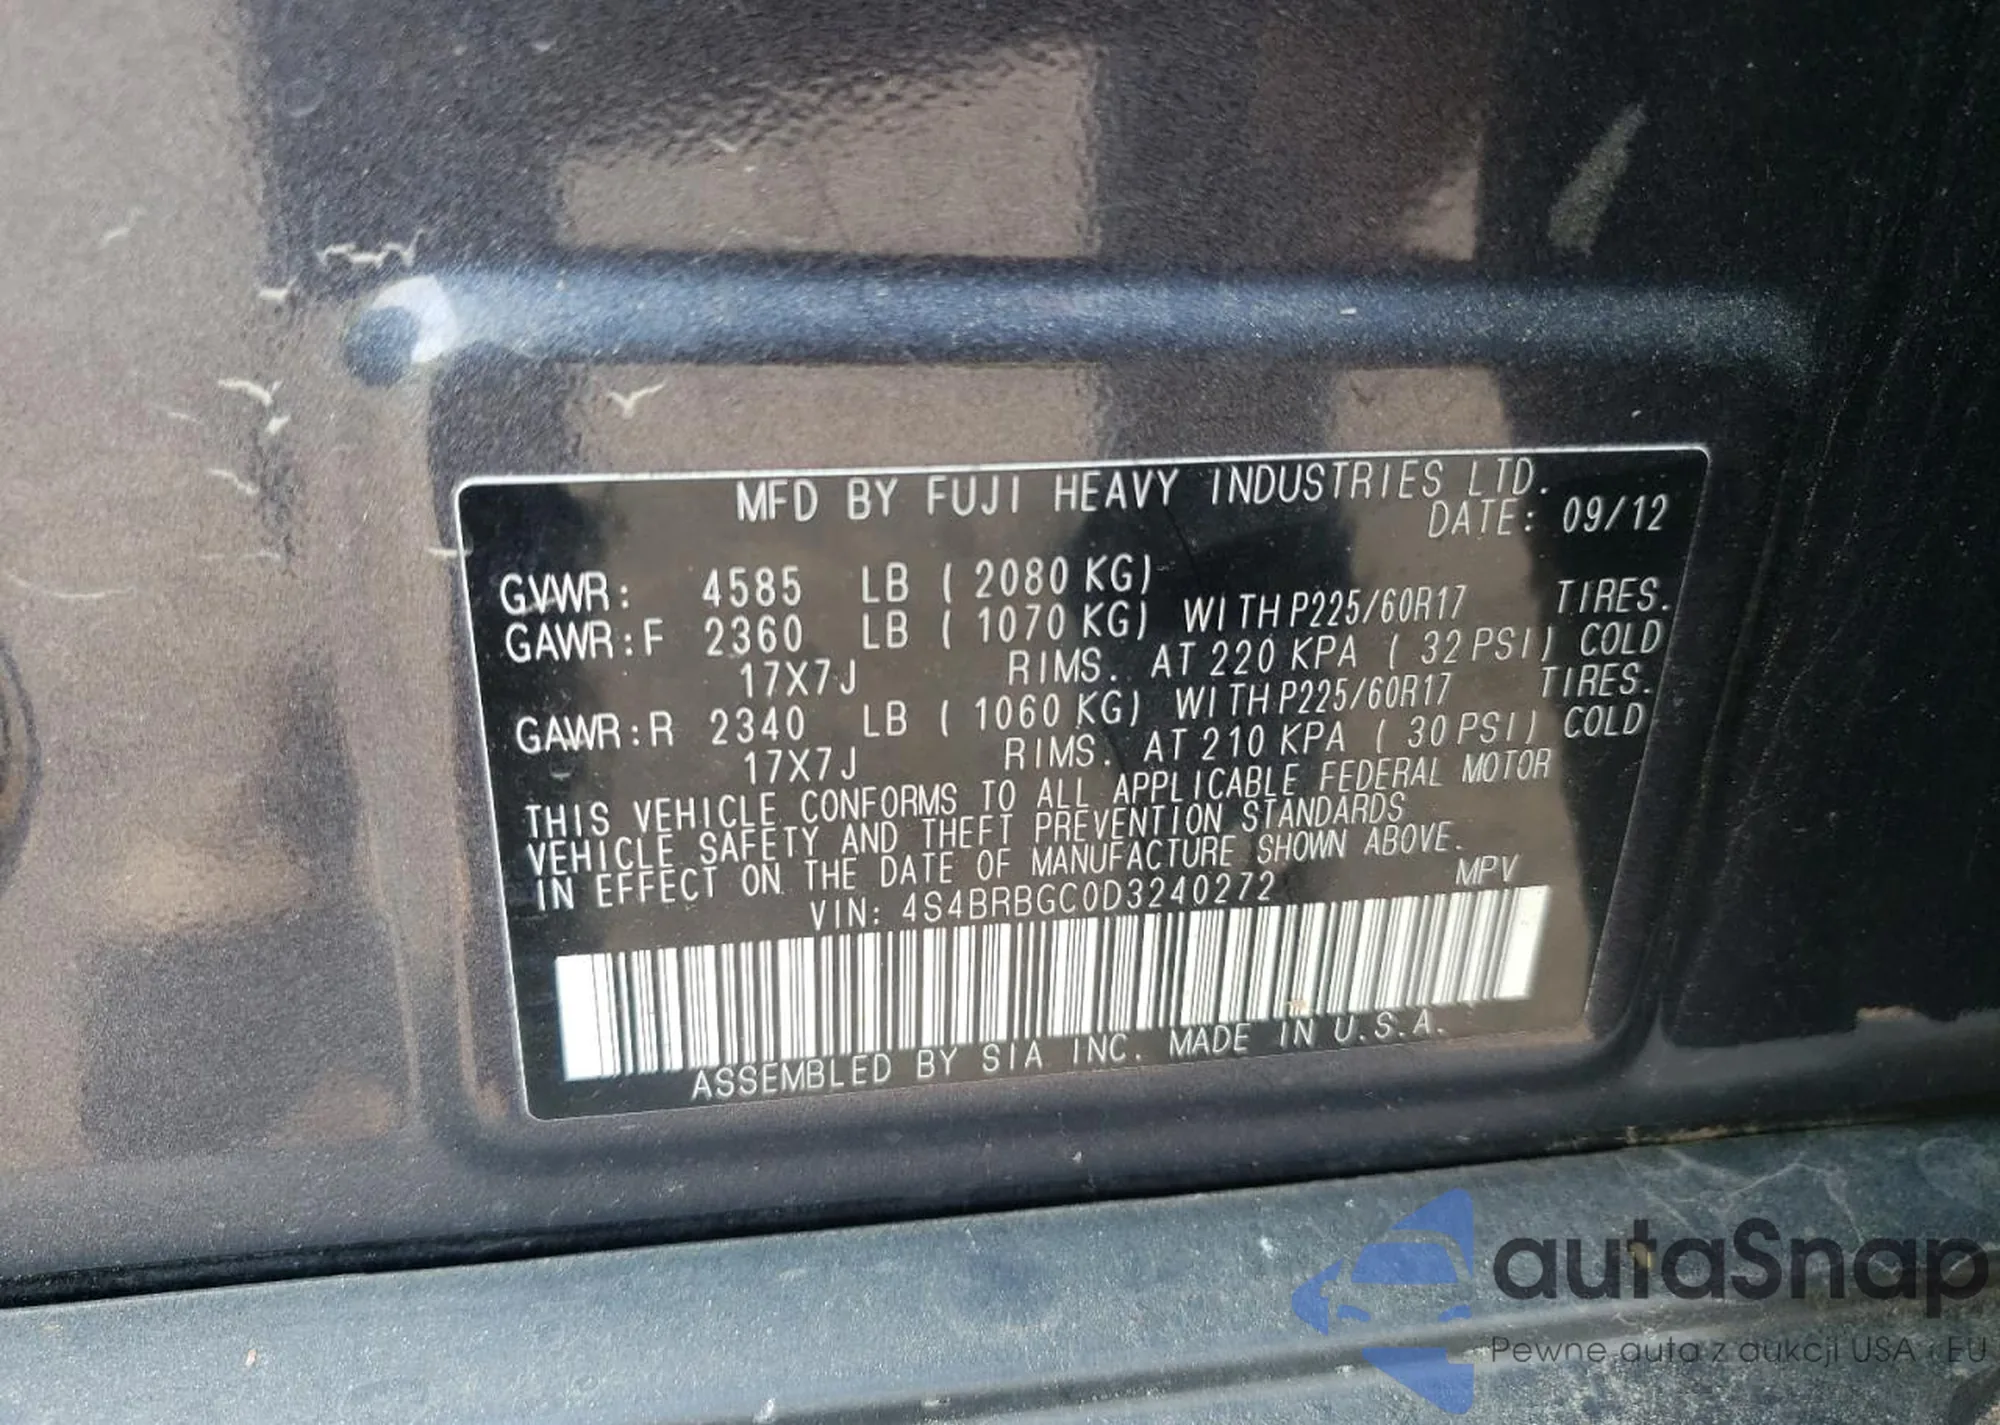 MFD BY FUJI HEAVY INDUSTRIES LTD.
DATE: 09/12
GVWR: 4585 LB ( 2080 KG)
GAWR:F 2360 LB ( 1070 KG) WITH P225/60R17 TIRES.
17X7J RIMS. AT 220 KPA ( 32 PSI) COLD
GAWR:R 2340 LB ( 1060 KG) WITH P225/60R17 TIRES.
17X7J RIMS. AT 210 KPA ( 30 PSI) COLD
THIS VEHICLE CONFORMS TO ALL APPLICABLE FEDERAL MOTOR
VEHICLE SAFETY AND THEFT PREVENTION STANDARDS
IN EFFECT ON THE DATE OF MANUFACTURE SHOWN ABOVE.
VIN: 4S4BRBGC0D3240272 MPV
ASSEMBLED BY SIA INC. MADE IN U.S.A.
autaSnap
Pewne auta z aukcji USA i EU